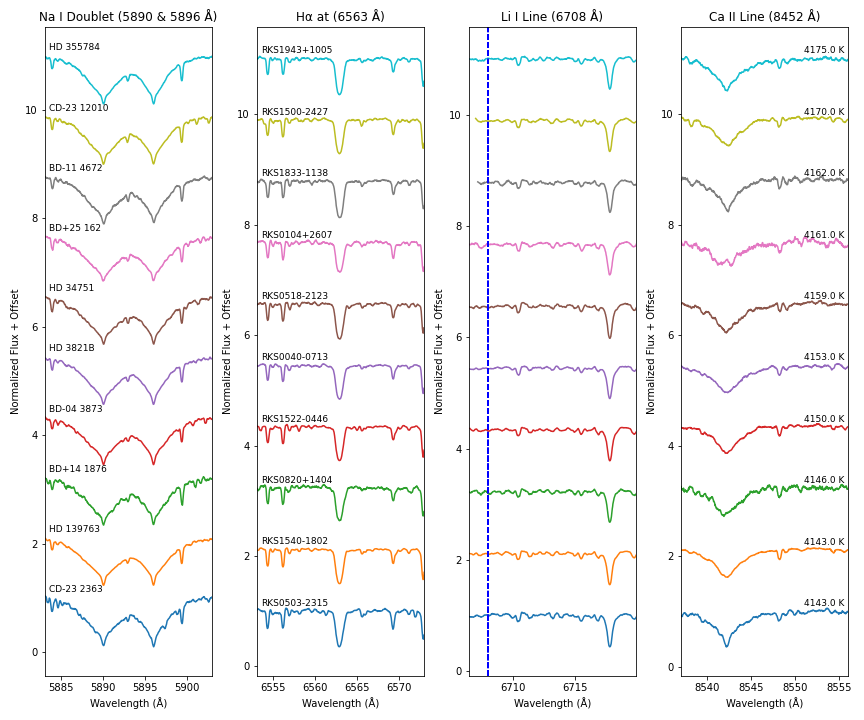 Na I Doublet (5890 & 5896 Å)
Hα at (6563 Å)
Li I Line (6708 Å)
Ca II Line (8452 Å)
Normalized Flux + Offset
10
8
6
4
2
0
HD 355784
CD-23 12010
BD-11 4672
BD+25 162
HD 34751
HD 3821B
BD-04 3873
BD+14 1876
HD 139763
CD-23 2363
5885
5890
5895
5900
Wavelength (Å)
Normalized Flux + Offset
10
8
6
4
2
0
RKS1943+1005
RKS1500-2427
RKS1833-1138
RKS0104+2607
RKS0518-2123
RKS0040-0713
RKS1522-0446
RKS0820+1404
RKS1540-1802
RKS0503-2315
6555
6560
6565
6570
Wavelength (Å)
Normalized Flux + Offset
10
8
6
4
2
0
6710
6715
Wavelength (Å)
Normalized Flux + Offset
10
8
6
4
2
0
4175.0 K
4170.0 K
4162.0 K
4161.0 K
4159.0 K
4153.0 K
4150.0 K
4146.0 K
4143.0 K
4143.0 K
8540
8545
8550
8555
Wavelength (Å)